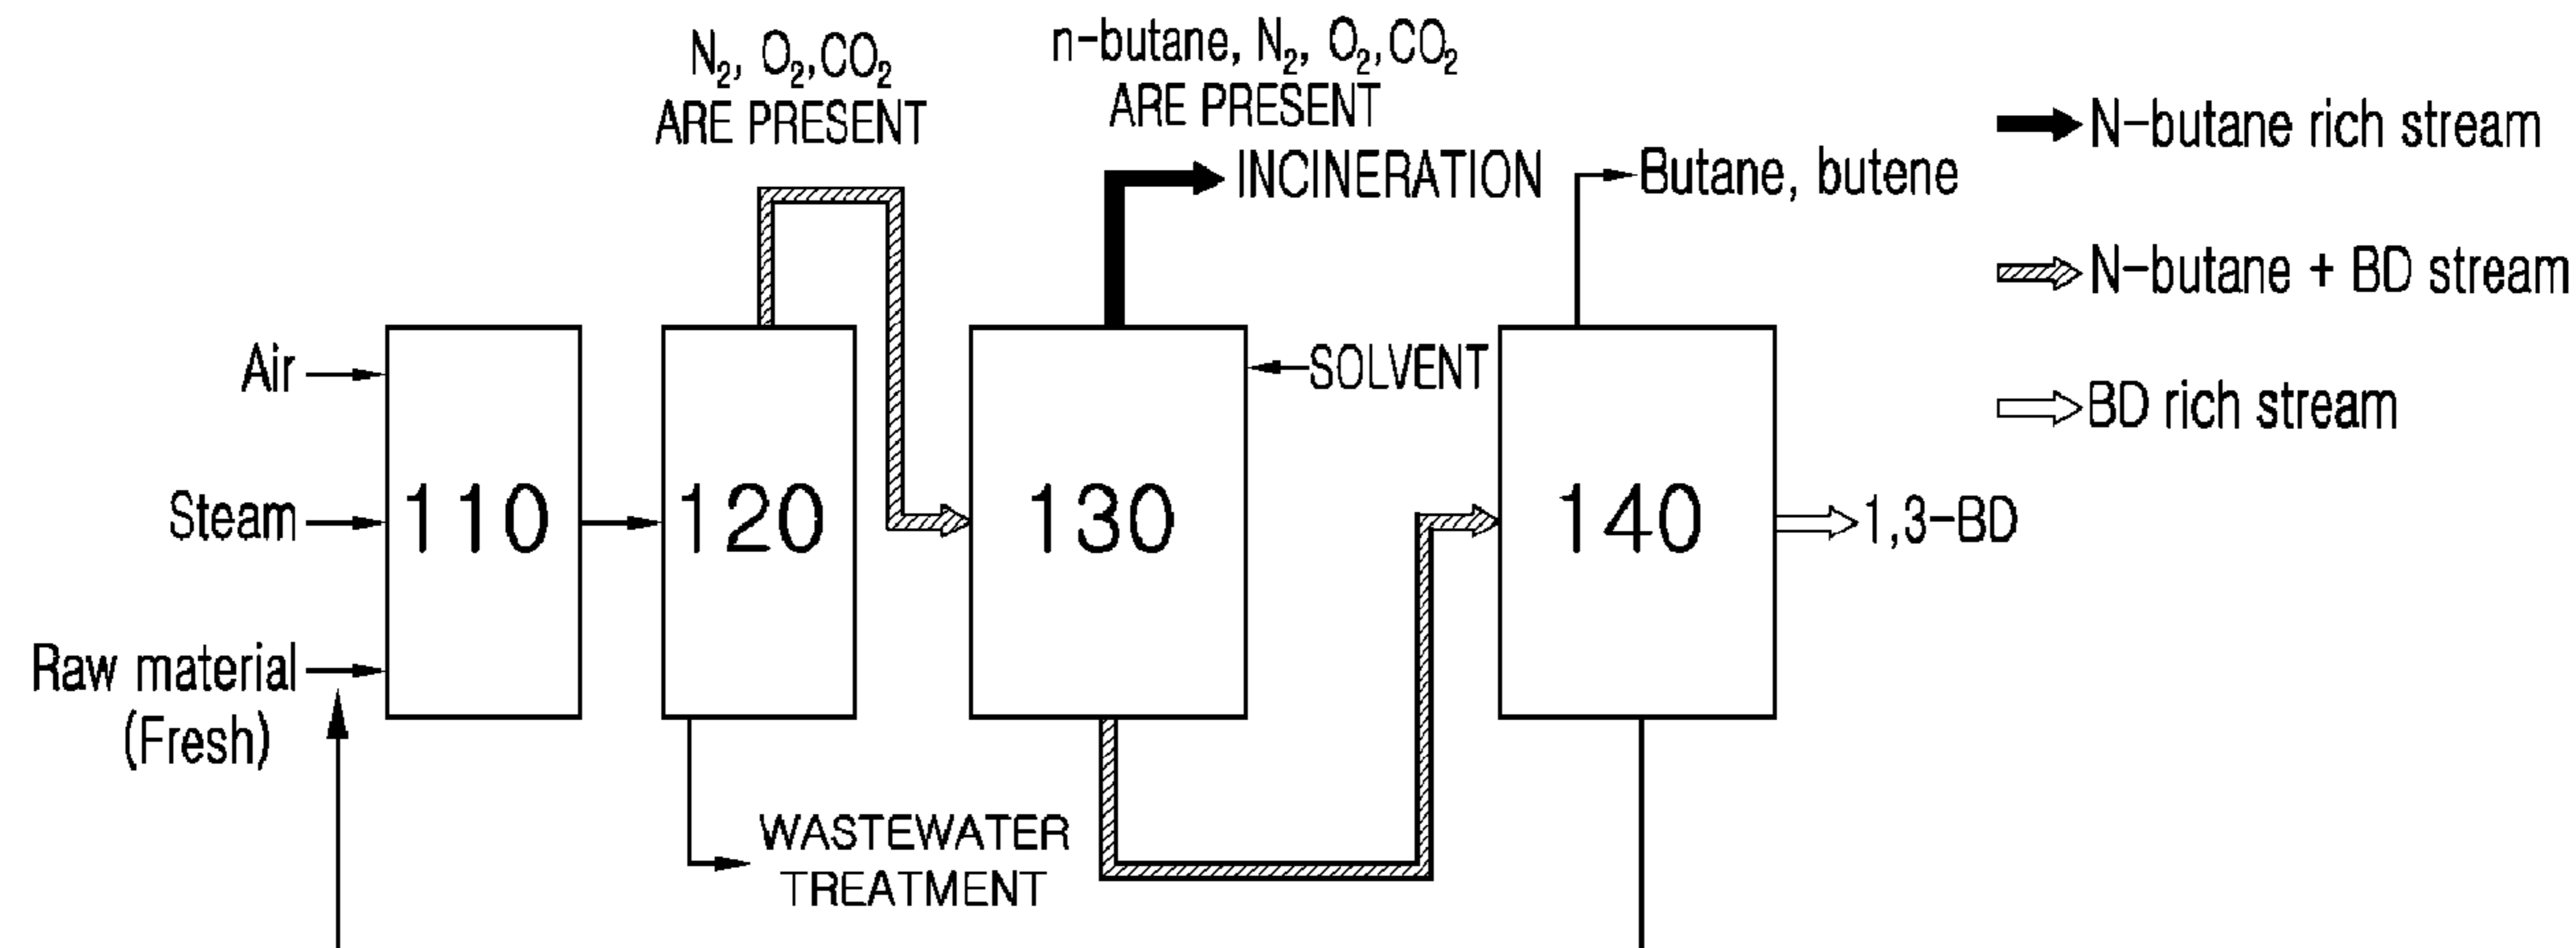 N₂, O₂,CO₂
ARE PRESENT
n-butane, N₂, O₂,CO₂
ARE PRESENT
INCINERATION
Butane, butene
N-butane rich stream
N-butane + BD stream
BD rich stream
Air
Steam
Raw material
(Fresh)
110
120
130
140
SOLVENT
1,3-BD
WASTEWATER
TREATMENT